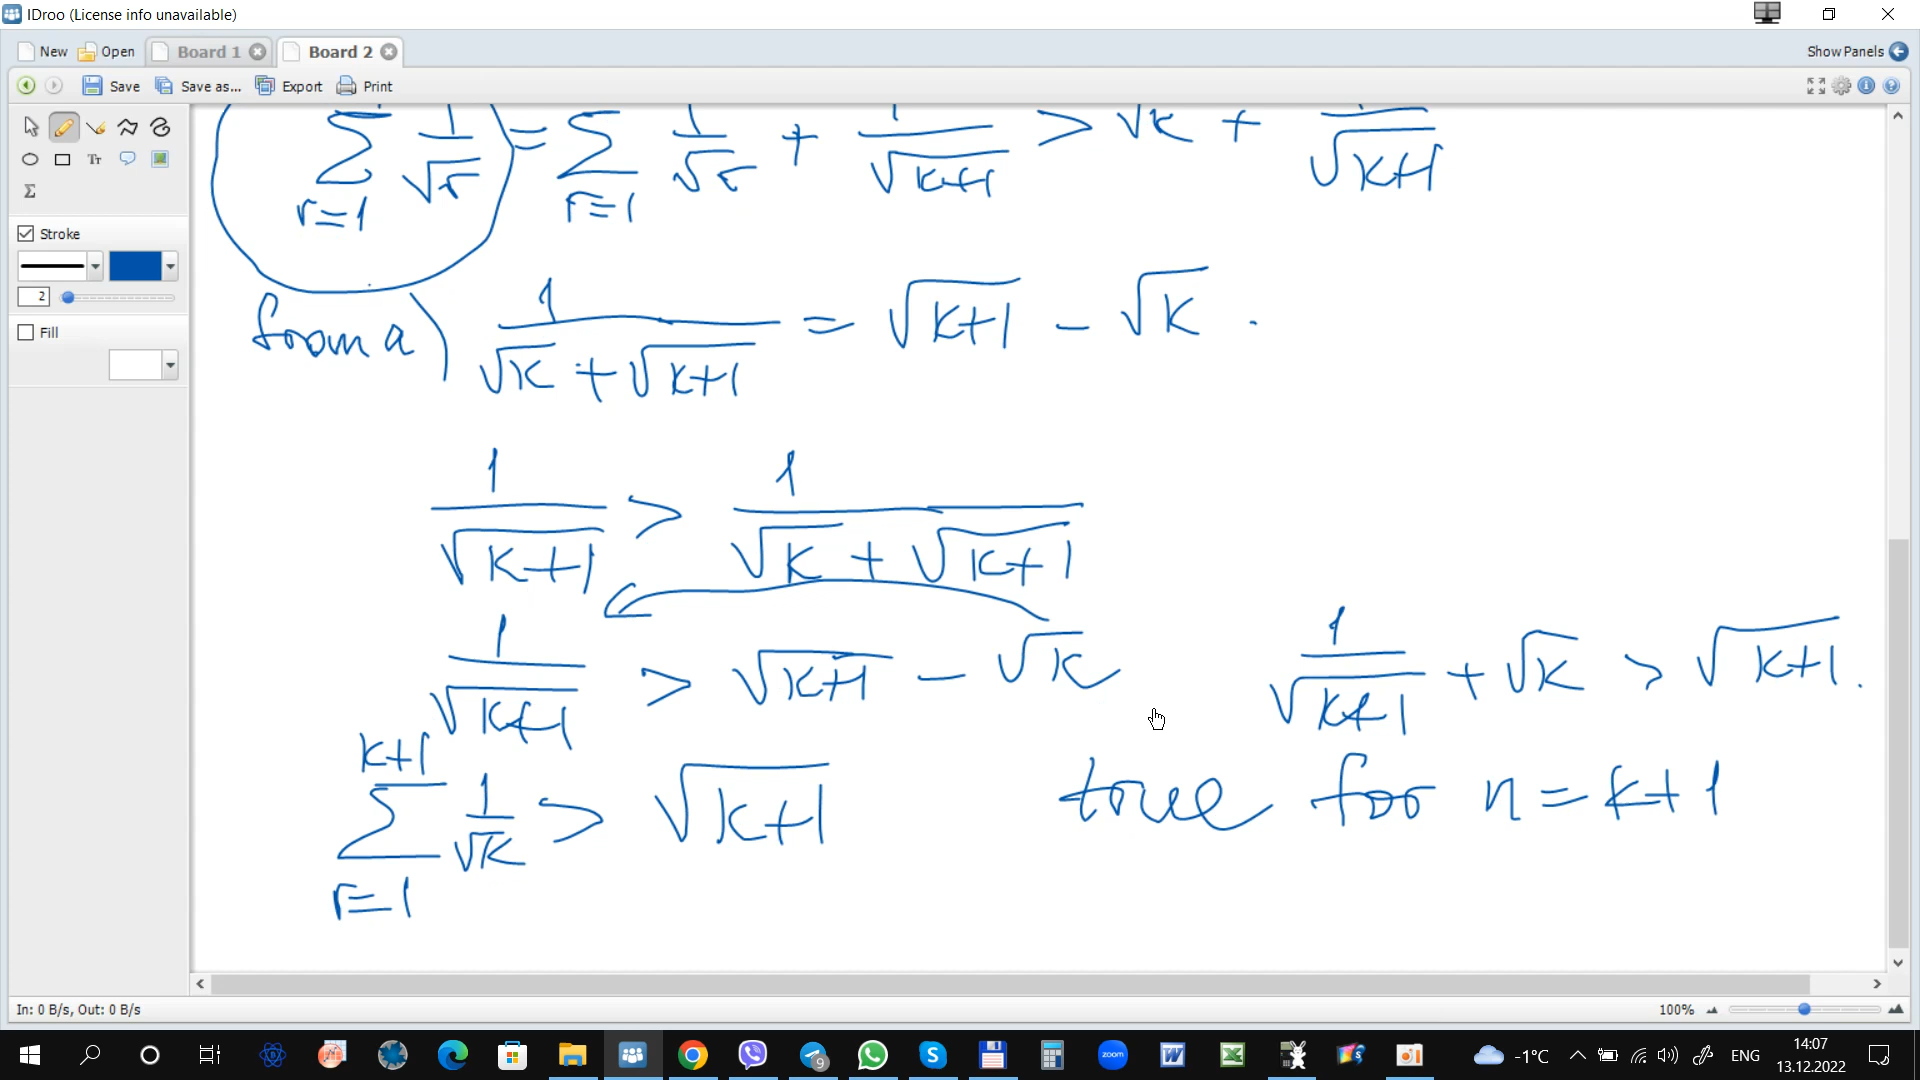 IDroo (License info unavailable)
New Open Board 1 Board 2 Show Panels
Save Save as... Export Print
Tr
Σ
Stroke
2
Fill
∑ 1/√r = ∑ 1/√r + 1/√(k+1) > √k + 1/√(k+1)
r=1 r=1
from a) 1/(√k + √(k+1)) = √(k+1) - √k .
1/√(k+1) > 1/(√k + √(k+1))
1/√(k+1) > √(k+1) - √k 1/√(k+1) + √k > √(k+1) .
k+1
∑ 1/√k > √(k+1) true for n = k+1
r=1
In: 0 B/s, Out: 0 B/s 100%
9 zoom -1°C ENG 14:07
13.12.2022